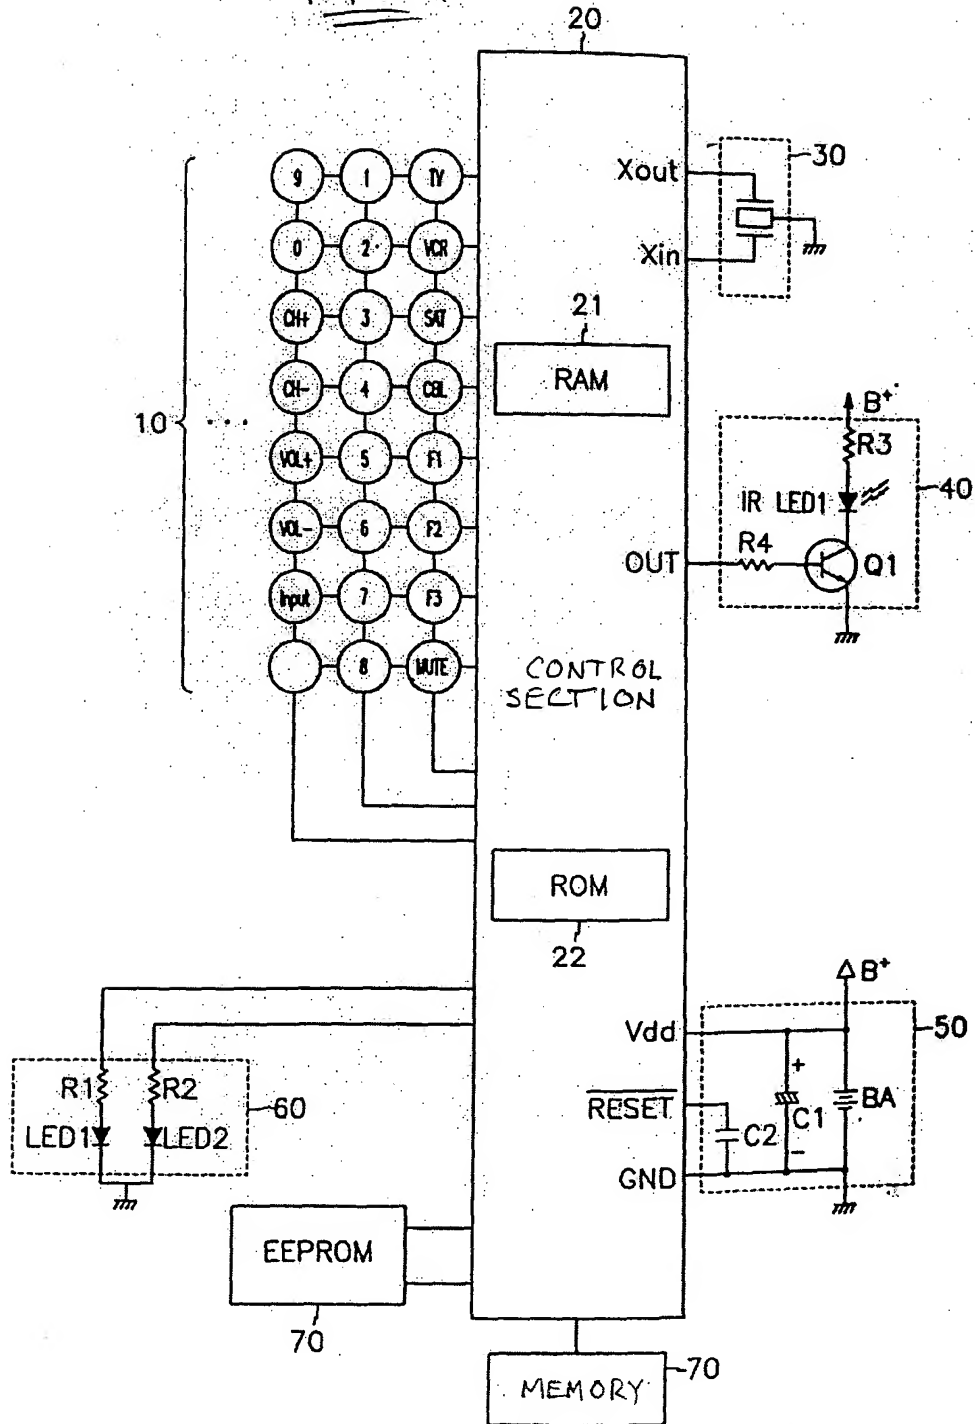 20
Xout
30
Xin
9 1 TV
0 2 VCR
CH+ 3 SAT
CH- 4 CBL
VOL+ 5 F1
VOL- 6 F2
Input 7 F3
8 MUTE
10
21
RAM
B+
R3
IR LED1
40
OUT
R4
Q1
CONTROL
SECTION
ROM
22
B+
Vdd
50
+
RESET
C2
C1
BA
-
GND
R1
R2
60
LED1
LED2
EEPROM
70
MEMORY
70